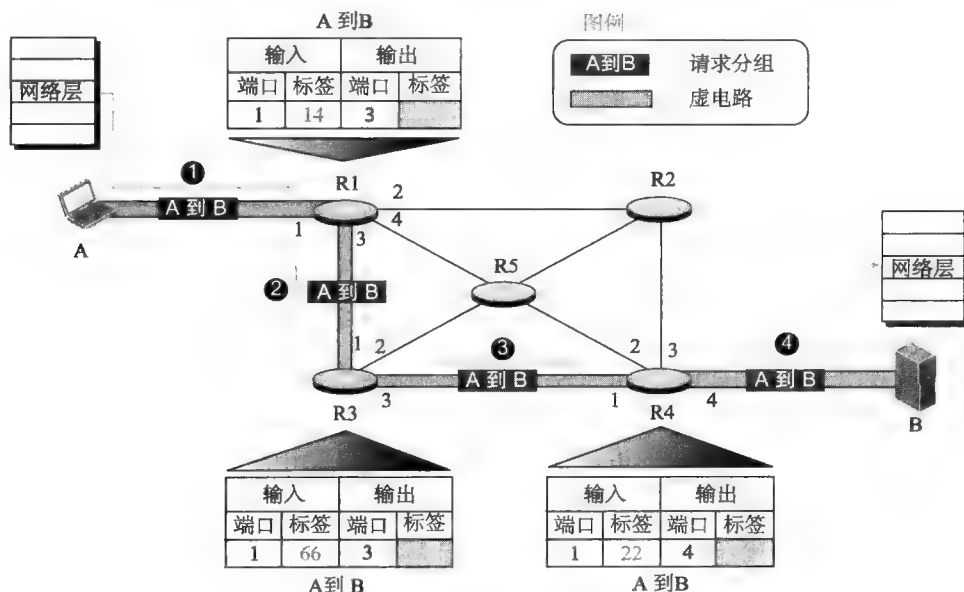 A 到B
输入 输出
端口 标签 端口 标签
1 14 3
图例
A到B 请求分组
虚电路
网络层
1
A 到 B
A
R1
1
2
3
4
R2
R5
2
A 到 B
1
2
3
R3
3
A 到 B
1
2
3
4
R4
4
A 到 B
B
网络层
输入 输出
端口 标签 端口 标签
1 66 3
A到 B
输入 输出
端口 标签 端口 标签
1 22 4
A 到B